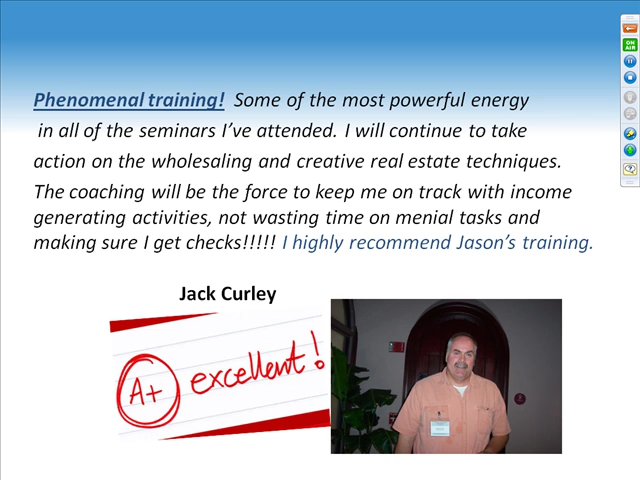 Phenomenal training! Some of the most powerful energy
in all of the seminars I've attended. I will continue to take
action on the wholesaling and creative real estate techniques.
The coaching will be the force to keep me on track with income
generating activities, not wasting time on menial tasks and
making sure I get checks!!!!! I highly recommend Jason's training.
Jack Curley
A+ excellent!
ON
AIR